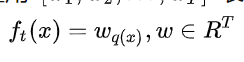 f_t(x) = w_{q(x)}, w ∈ R^T